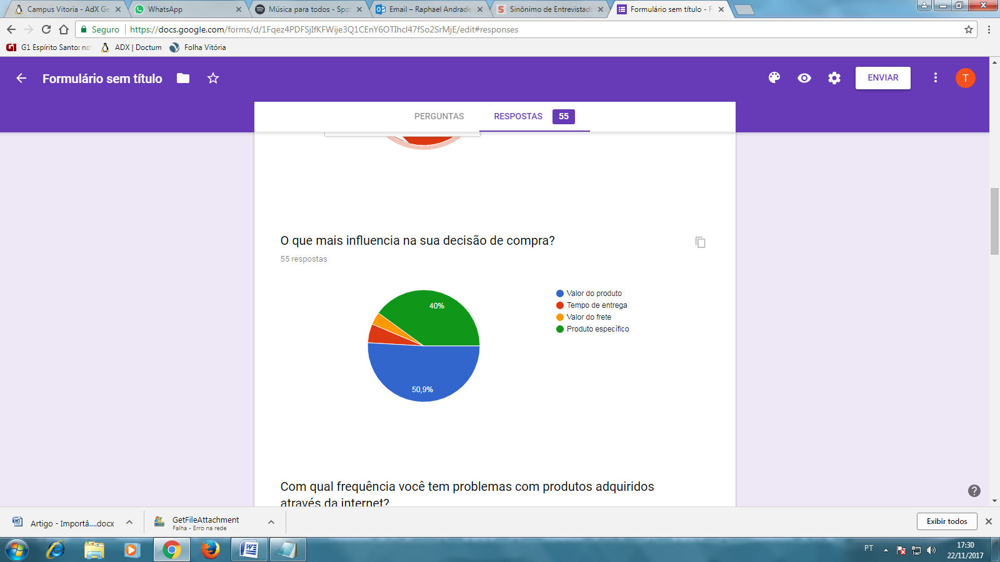 Campus Vitoria - AdX Ge
WhatsApp
Música para todos - Spo
Email – Raphael Andrade
Sinônimo de Entrevistad
Formulário sem título - F
Seguro
https://docs.google.com/forms/d/1Fqez4PDFSjIfKFWije3Q1CEnY6OTIhcl47fSo2SrMjE/edit#responses
G1 Espírito Santo: no
ADX | Doctum
Folha Vitória
Formulário sem título
ENVIAR
T
PERGUNTAS
RESPOSTAS
55
O que mais influencia na sua decisão de compra?
55 respostas
40%
50,9%
Valor do produto
Tempo de entrega
Valor do frete
Produto específico
Com qual frequência você tem problemas com produtos adquiridos
através da internet?
Artigo - Importâ....docx
GetFileAttachment
Falha - Erro na rede
Exibir todos
PT
17:30
22/11/2017